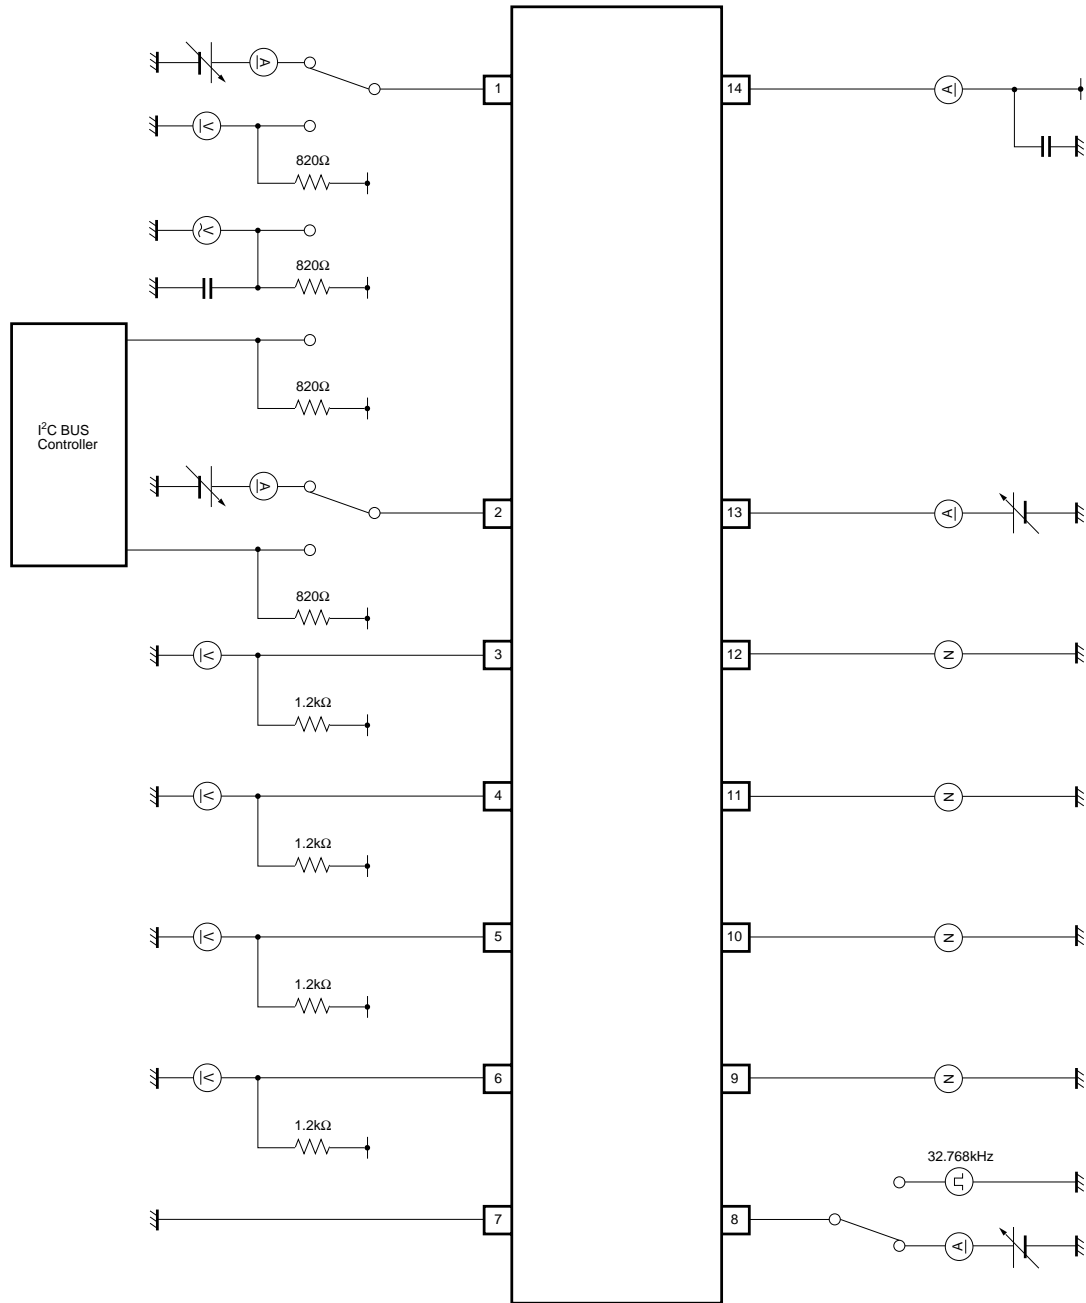 A
1
14
A
V
820Ω
V
820Ω
820Ω
I²C BUS
Controller
A
2
13
A
820Ω
V
3
12
N
1.2kΩ
V
4
11
N
1.2kΩ
V
5
10
N
1.2kΩ
V
6
9
N
1.2kΩ
32.768kHz
7
8
A